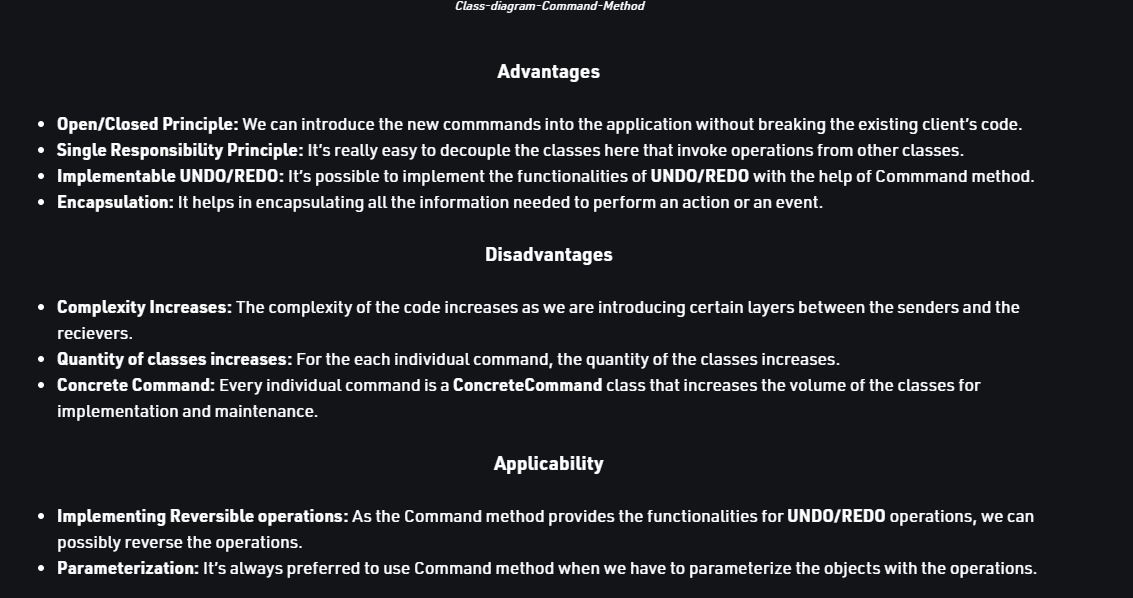 Class-diagram-Command-Method
Advantages
• Open/Closed Principle: We can introduce the new commmands into the application without breaking the existing client's code.
• Single Responsibility Principle: It's really easy to decouple the classes here that invoke operations from other classes.
• Implementable UNDO/REDO: It's possible to implement the functionalities of UNDO/REDO with the help of Commmand method.
• Encapsulation: It helps in encapsulating all the information needed to perform an action or an event.
Disadvantages
• Complexity Increases: The complexity of the code increases as we are introducing certain layers between the senders and the
recievers.
• Quantity of classes increases: For the each individual command, the quantity of the classes increases.
• Concrete Command: Every individual command is a ConcreteCommand class that increases the volume of the classes for
implementation and maintenance.
Applicability
• Implementing Reversible operations: As the Command method provides the functionalities for UNDO/REDO operations, we can
possibly reverse the operations.
• Parameterization: It's always preferred to use Command method when we have to parameterize the objects with the operations.